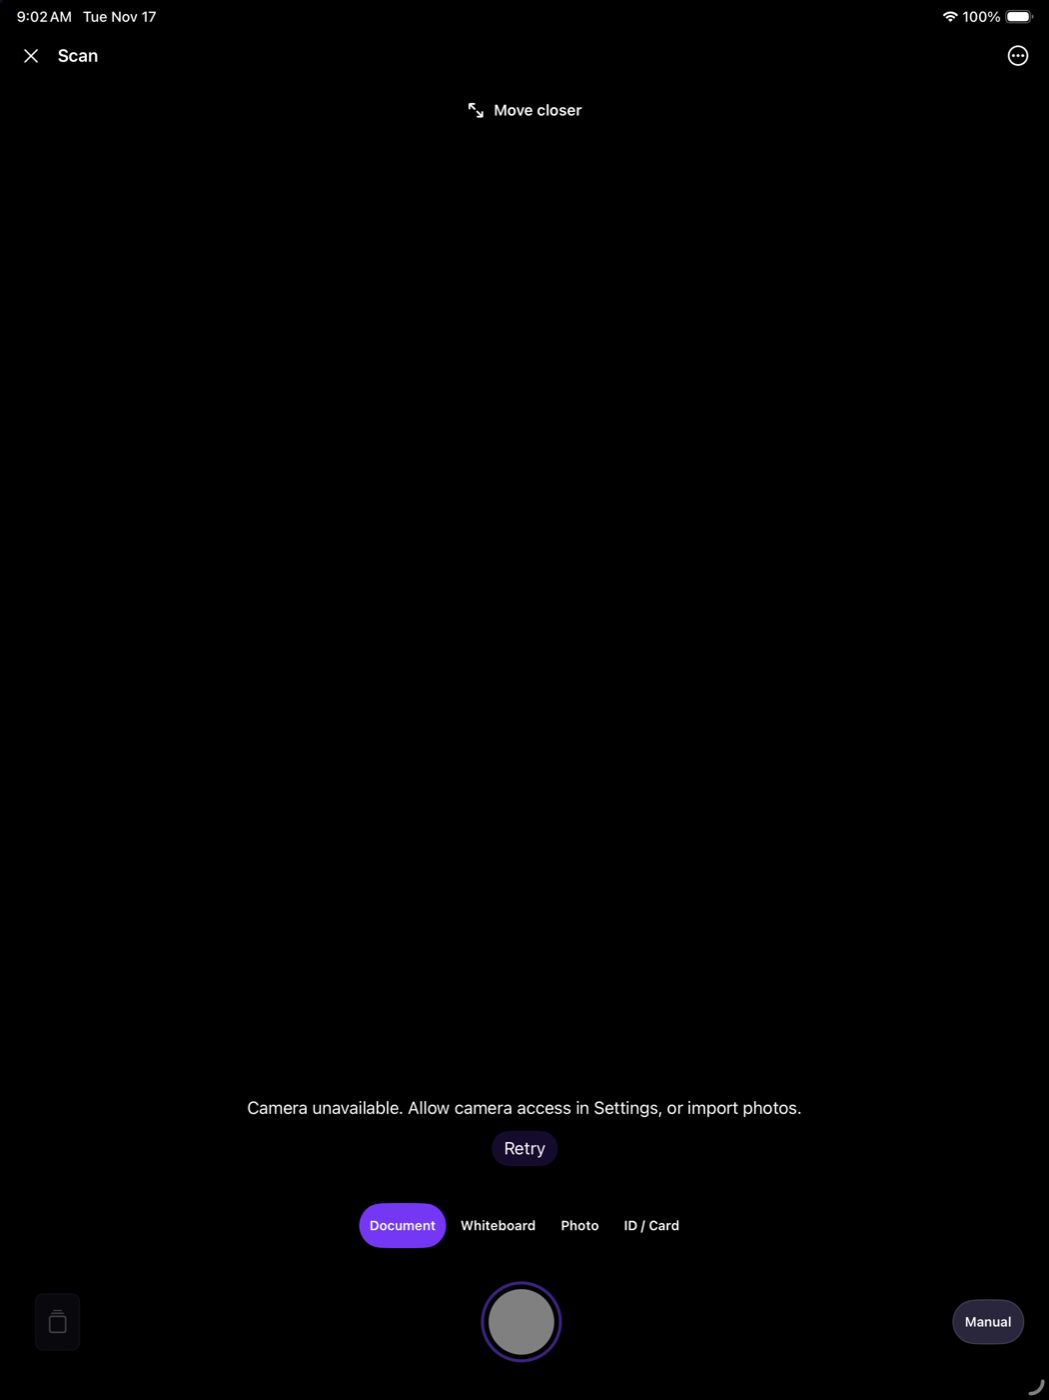 9:02 AM Tue Nov 17
100%
Scan
Move closer
Camera unavailable. Allow camera access in Settings, or import photos.
Retry
Document Whiteboard Photo ID / Card
Manual